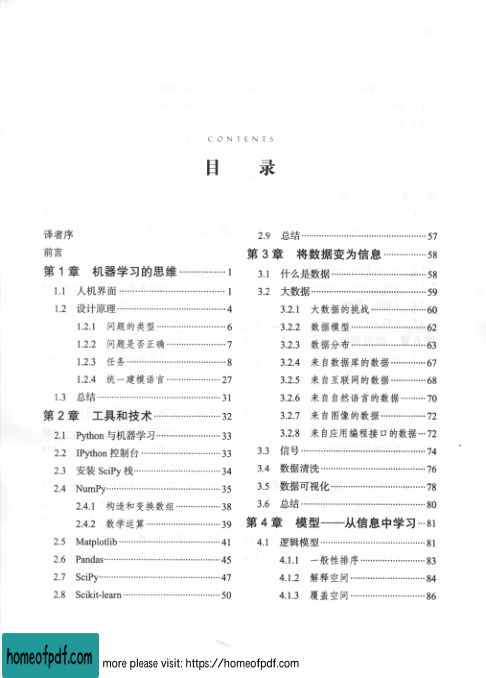 CONTENTS
目 录
译者序
前言
第1章 机器学习的思维 1
1.1 人机界面 1
1.2 设计原理 4
1.2.1 问题的类型 6
1.2.2 问题是否正确 7
1.2.3 任务 8
1.2.4 统一建模语言 27
1.3 总结 31
第2章 工具和技术 32
2.1 Python与机器学习 33
2.2 IPython控制台 33
2.3 安装SciPy栈 34
2.4 NumPy 35
2.4.1 构造和变换数组 38
2.4.2 数学运算 39
2.5 Matplotlib 41
2.6 Pandas 45
2.7 SciPy 47
2.8 Scikit-learn 50
2.9 总结 57
第3章 将数据变为信息 58
3.1 什么是数据 58
3.2 大数据 59
3.2.1 大数据的挑战 60
3.2.2 数据模型 62
3.2.3 数据分布 63
3.2.4 来自数据库的数据 67
3.2.5 来自互联网的数据 68
3.2.6 来自自然语言的数据 70
3.2.7 来自图像的数据 72
3.2.8 来自应用编程接口的数据 72
3.3 信号 74
3.4 数据清洗 76
3.5 数据可视化 78
3.6 总结 80
第4章 模型——从信息中学习 81
4.1 逻辑模型 81
4.1.1 一般性排序 83
4.1.2 解释空间 84
4.1.3 覆盖空间 86
homeofpdf.com more please visit: https://homeofpdf.com